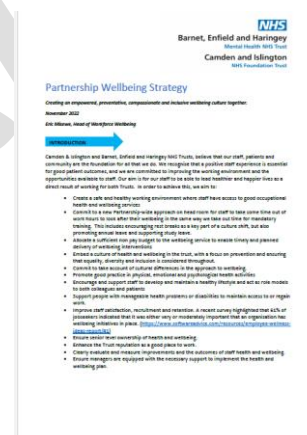 NHS
Barnet, Enfield and Haringey
Mental Health NHS Trust
Camden and Islington
NHS Foundation Trust
Partnership Wellbeing Strategy
Creating an empowered, preventative, compassionate and inclusive wellbeing culture together.
November 2022
Head of Workforce Wellbeing
INTRODUCTION
Camden & Islington and Barnet, Enfield and Haringey NHS Trusts, believe that our staff, patients and
community are the foundation for all that we do. We recognise that a positive staff experience is essential
for good patient outcomes, and we are committed to improving the working environment and the
opportunities available to staff. Our aim is for our staff to be able to lead healthier and happier lives as a
direct result of working for both Trusts. In order to achieve this, we aim to:
• Create a safe and healthy working environment where staff have access to good occupational
health and wellbeing services
• Commit to a new Partnership wide approach on head room for staff to take some time out of
work hours to look after their wellbeing in the same way we take out time for mandatory
training. This includes encouraging rest breaks as a key part of a culture shift, but also
promoting annual leave and supporting study leave.
• Allocate a sufficient non pay budget to the wellbeing service to enable timely and planned
delivery of wellbeing interventions
• Embed a culture of health and wellbeing in the trust, with a focus on prevention and assuring
that equality, diversity and inclusion is considered throughout.
• Commit to take account of cultural differences in the approach to wellbeing.
• Promote good practice in physical, emotional and psychological health activities
• Encourage and support staff to develop and maintain a healthy lifestyle and act as role models
to both colleagues and patients
• Support people with manageable health problems or disabilities to maintain access to or regain
work.
• Improve staff satisfaction, recruitment and retention. A recent survey highlighted that 61% of
jobseekers indicated that it was either very or moderately important that an organisation has
wellbeing initiatives in place.
• Ensure senior level ownership of health and wellbeing
• Enhance the Trust reputation as a good place to work.
• Clearly evaluate and measure improvements and the outcomes of staff health and wellbeing
• Ensure managers are equipped with the necessary support to implement the health and
wellbeing plan.